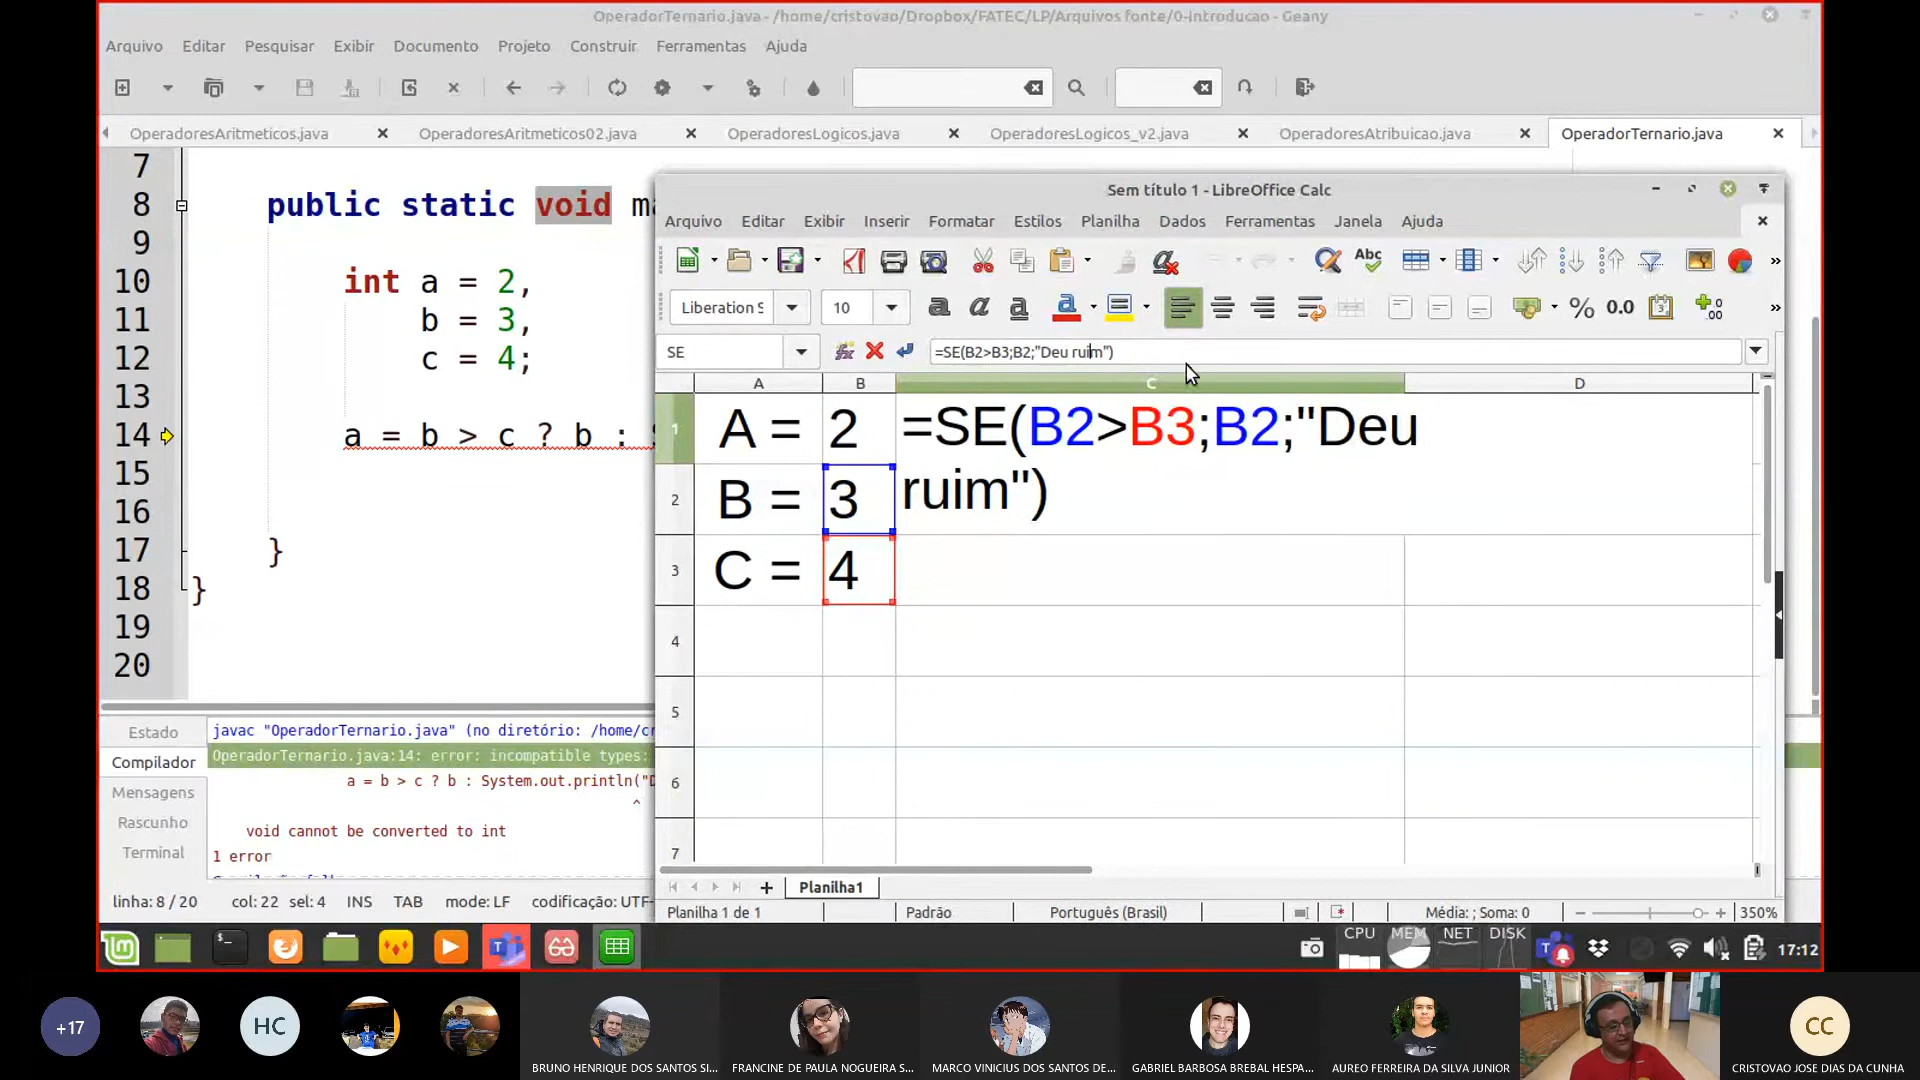 OperadorTernario.java - /home/cristovao/Dropbox/FATEC/LP/Arquivos fonte/0-Introducao - Geany
Arquivo Editar Pesquisar Exibir Documento Projeto Construir Ferramentas Ajuda
OperadoresAritmeticos.java OperadoresAritmeticos02.java OperadoresLogicos.java OperadoresLogicos_v2.java OperadoresAtribuicao.java OperadorTernario.java
7
8 public static void ma
9
10 int a = 2,
11 b = 3,
12 c = 4;
13
14 a = b > c ? b :
15
16
17 }
18 }
19
20
Sem título 1 - LibreOffice Calc
Arquivo Editar Exibir Inserir Formatar Estilos Planilha Dados Ferramentas Janela Ajuda
Abc
Liberation S 10 a a a % 0.0
SE =SE(B2>B3;B2;"Deu ruim")
A B C D
1 A = 2 =SE(B2>B3;B2;"Deu
2 B = 3 ruim")
3 C = 4
4
5
6
7
Planilha1
Planilha 1 de 1 Padrão Português (Brasil) Média: ; Soma: 0 350%
Estado
Compilador
Mensagens
Rascunho
Terminal
javac "OperadorTernario.java" (no diretório: /home/cr
OperadorTernario.java:14: error: incompatible types:
a = b > c ? b : System.out.println("D
^
void cannot be converted to int
1 error
linha: 8 / 20 col: 22 sel: 4 INS TAB mode: LF codificação: UTF-
CPU MEM NET DISK 17:12
+17
HC
CC
BRUNO HENRIQUE DOS SANTOS SI...
FRANCINE DE PAULA NOGUEIRA S...
MARCO VINICIUS DOS SANTOS DE...
GABRIEL BARBOSA BREBAL HESPA...
AUREO FERREIRA DA SILVA JUNIOR
CRISTOVAO JOSE DIAS DA CUNHA